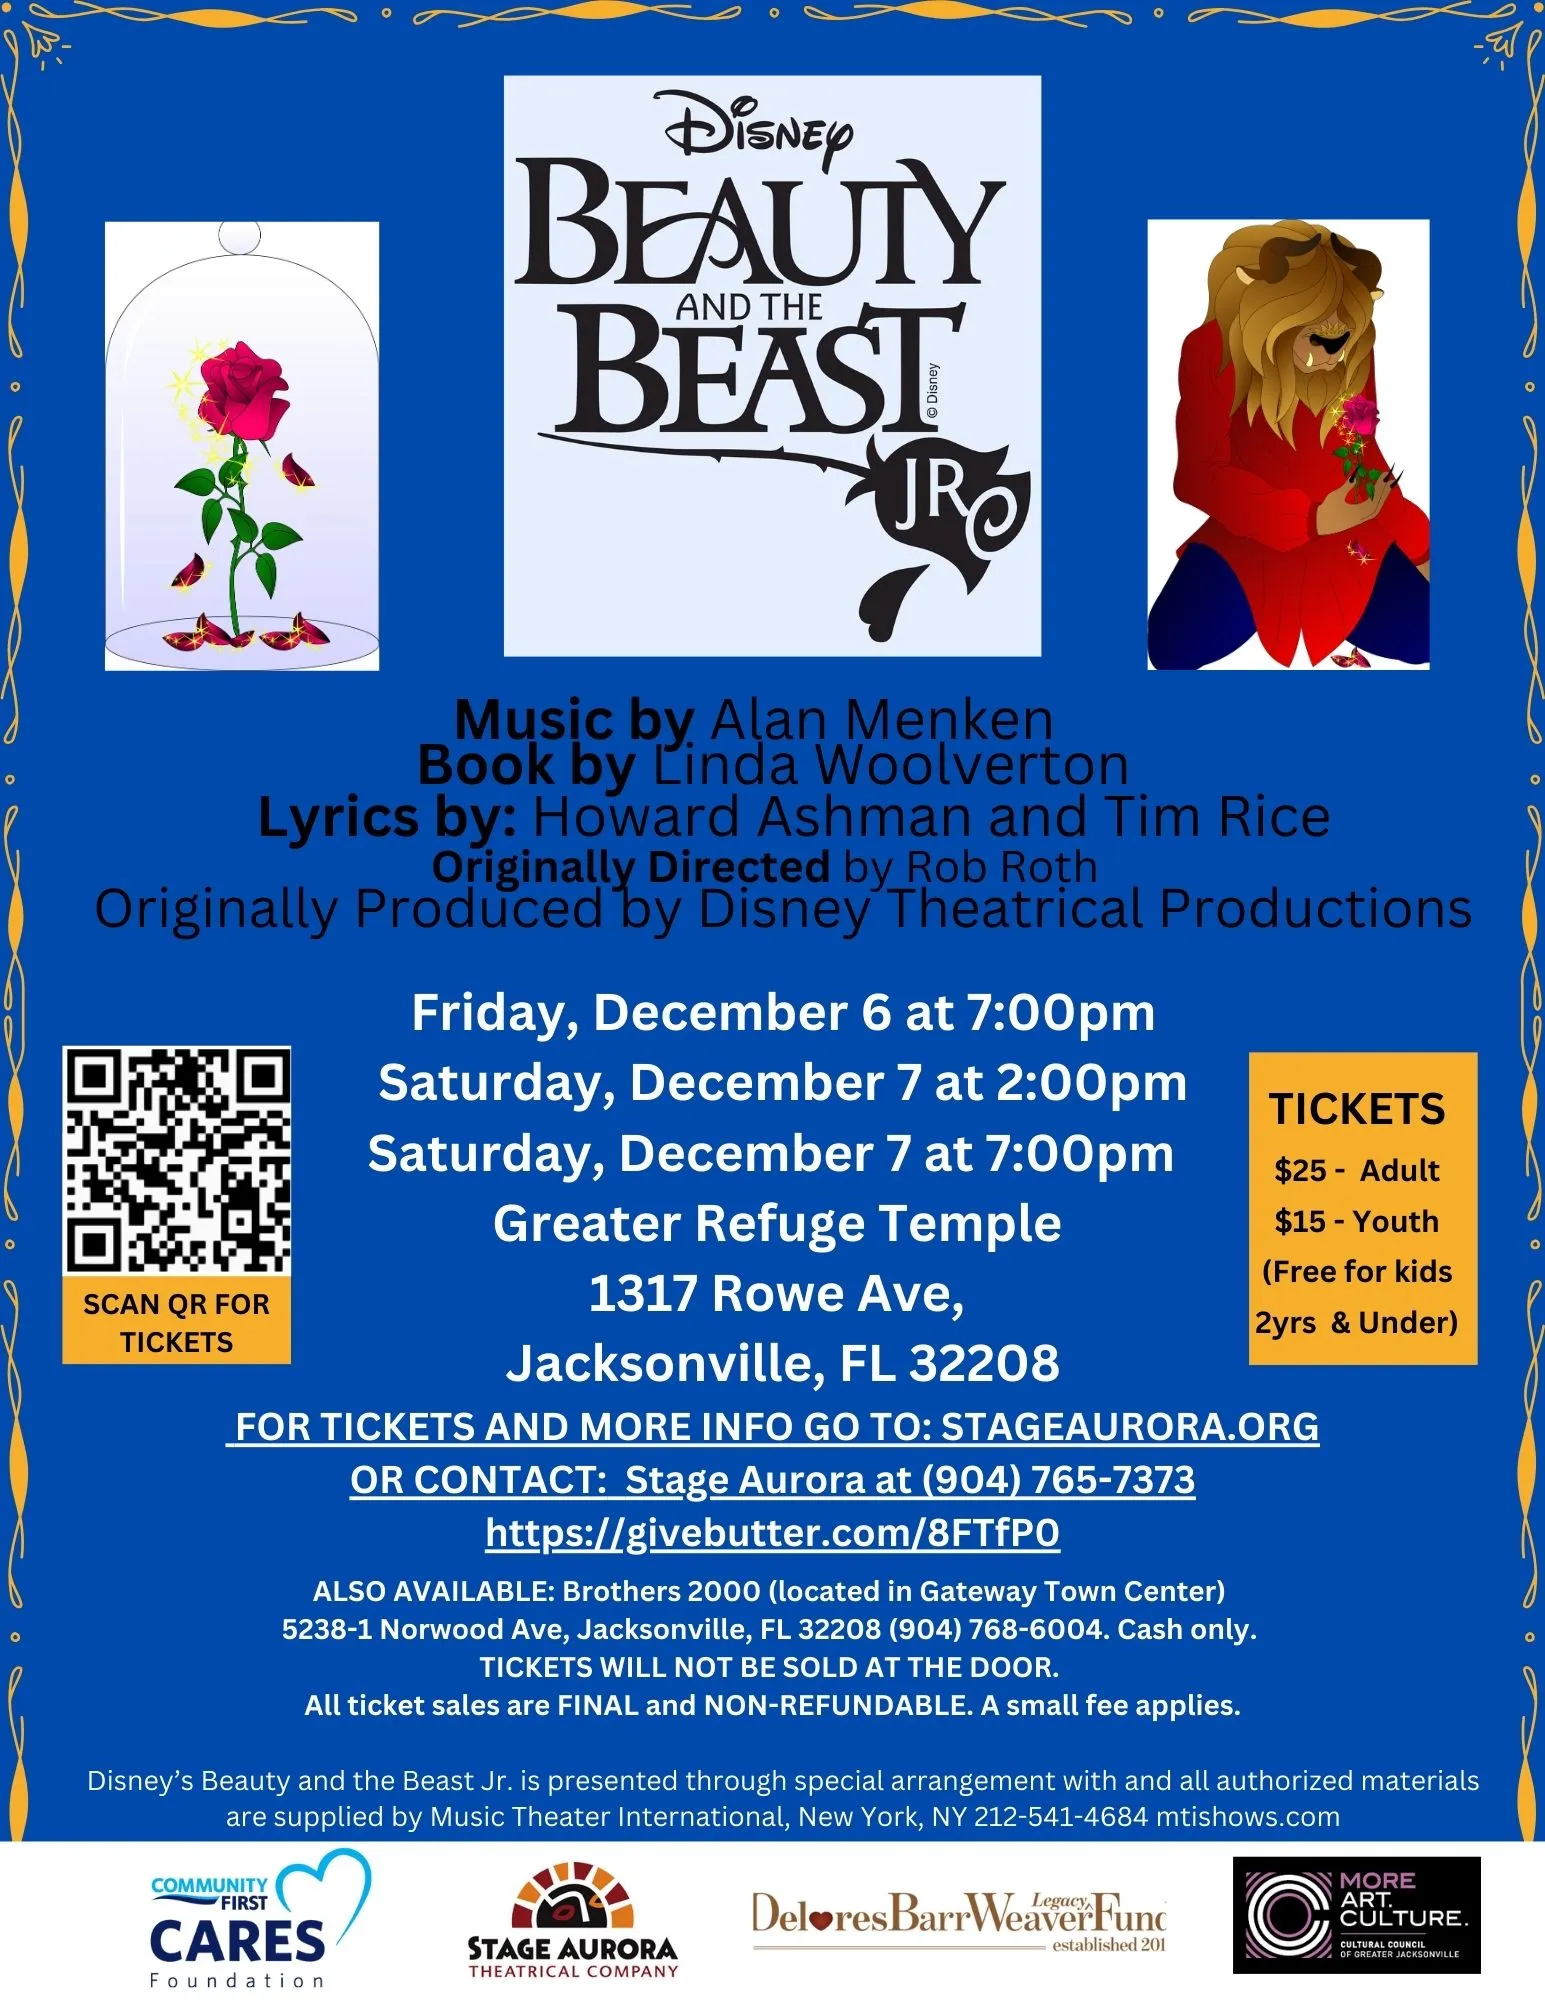 Disney
BEAUTY
AND THE
BEAST
© Disney
JR
Music by Alan Menken
Book by Linda Woolverton
Lyrics by: Howard Ashman and Tim Rice
Originally Directed by Rob Roth
Originally Produced by Disney Theatrical Productions
Friday, December 6 at 7:00pm
Saturday, December 7 at 2:00pm
Saturday, December 7 at 7:00pm
Greater Refuge Temple
1317 Rowe Ave,
Jacksonville, FL 32208
SCAN QR FOR
TICKETS
TICKETS
$25 - Adult
$15 - Youth
(Free for kids
2yrs & Under)
FOR TICKETS AND MORE INFO GO TO: STAGEAURORA.ORG
OR CONTACT: Stage Aurora at (904) 765-7373
https://givebutter.com/8FTfP0
ALSO AVAILABLE: Brothers 2000 (located in Gateway Town Center)
5238-1 Norwood Ave, Jacksonville, FL 32208 (904) 768-6004. Cash only.
TICKETS WILL NOT BE SOLD AT THE DOOR.
All ticket sales are FINAL and NON-REFUNDABLE. A small fee applies.
Disney’s Beauty and the Beast Jr. is presented through special arrangement with and all authorized materials
are supplied by Music Theater International, New York, NY 212-541-4684 mtishows.com
COMMUNITY
FIRST
CARES
Foundation
STAGE AURORA
THEATRICAL COMPANY
Legacy
DeloresBarrWeaverFund
established 201
MORE
ART.
CULTURE.
CULTURAL COUNCIL
OF GREATER JACKSONVILLE